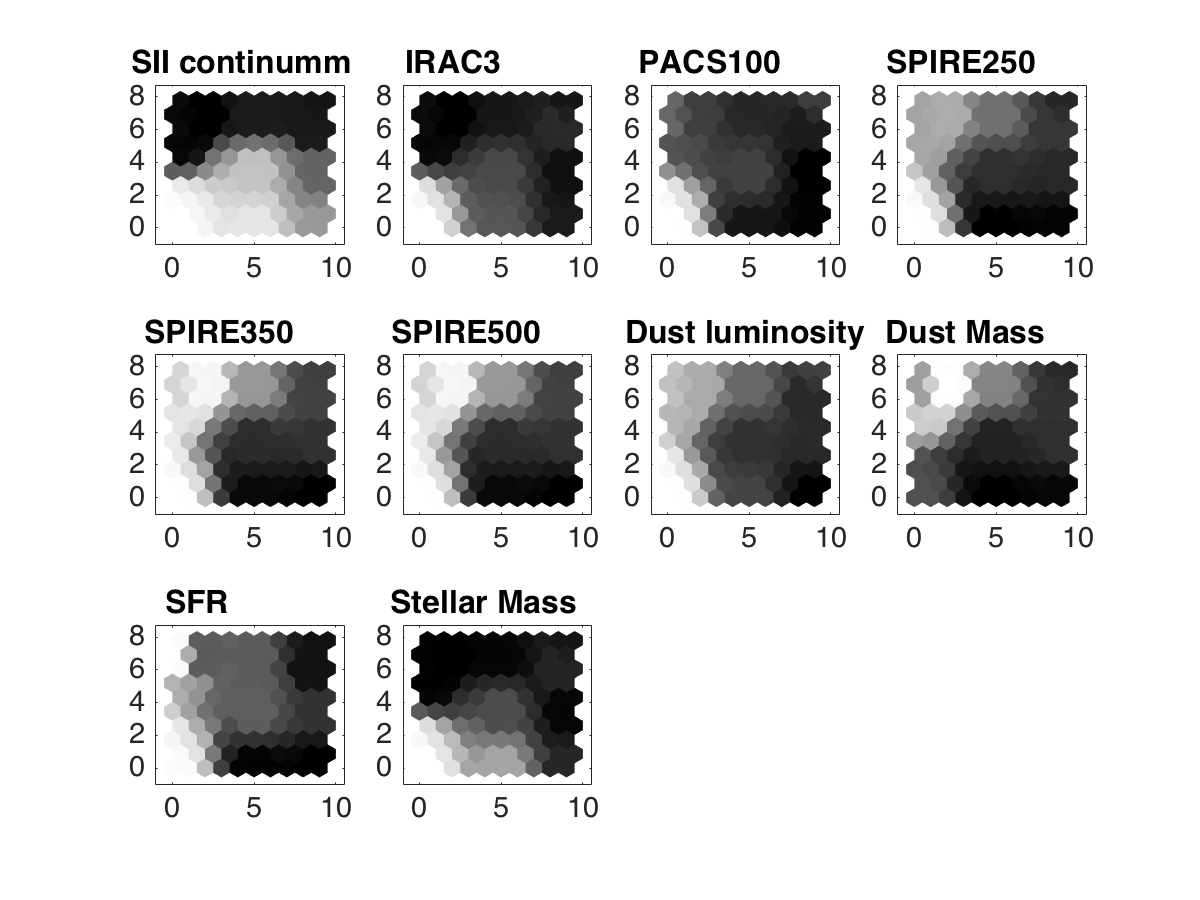 SII continumm IRAC3 PACS100 SPIRE250
8 8 8 8
6 6 6 6
4 4 4 4
2 2 2 2
0 0 0 0
0 5 10 0 5 10 0 5 10 0 5 10
SPIRE350 SPIRE500 Dust luminosity Dust Mass
8 8 8 8
6 6 6 6
4 4 4 4
2 2 2 2
0 0 0 0
0 5 10 0 5 10 0 5 10 0 5 10
SFR Stellar Mass
8 8
6 6
4 4
2 2
0 0
0 5 10 0 5 10